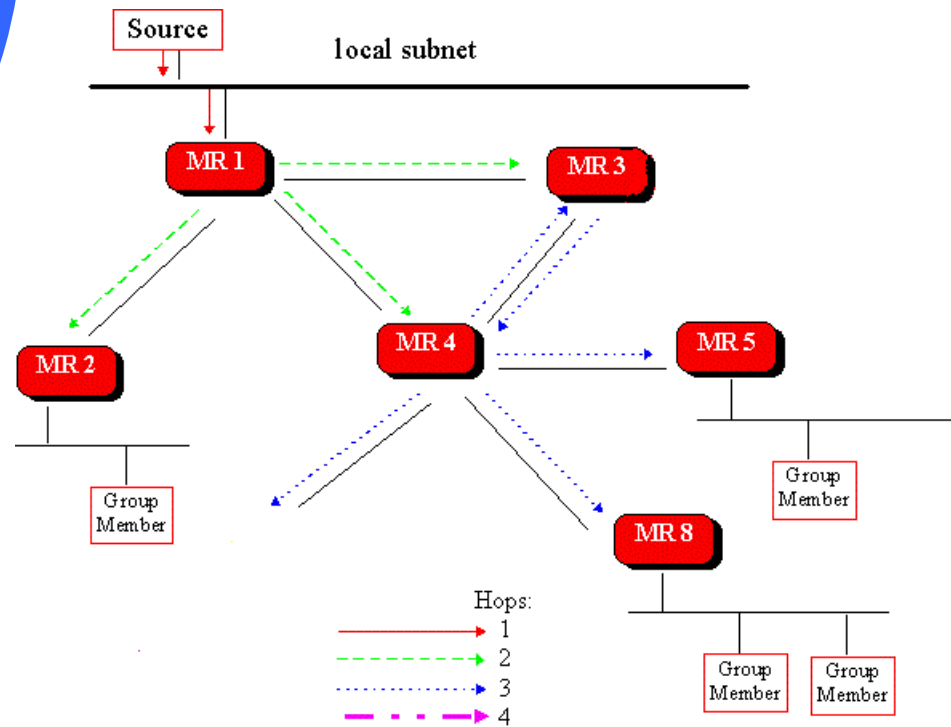 Source
local subnet
MR 1
MR 3
MR 4
MR 5
MR 2
Group
Member
Group
Member
MR 8
Hops:
1
2
3
4
Group
Member
Group
Member